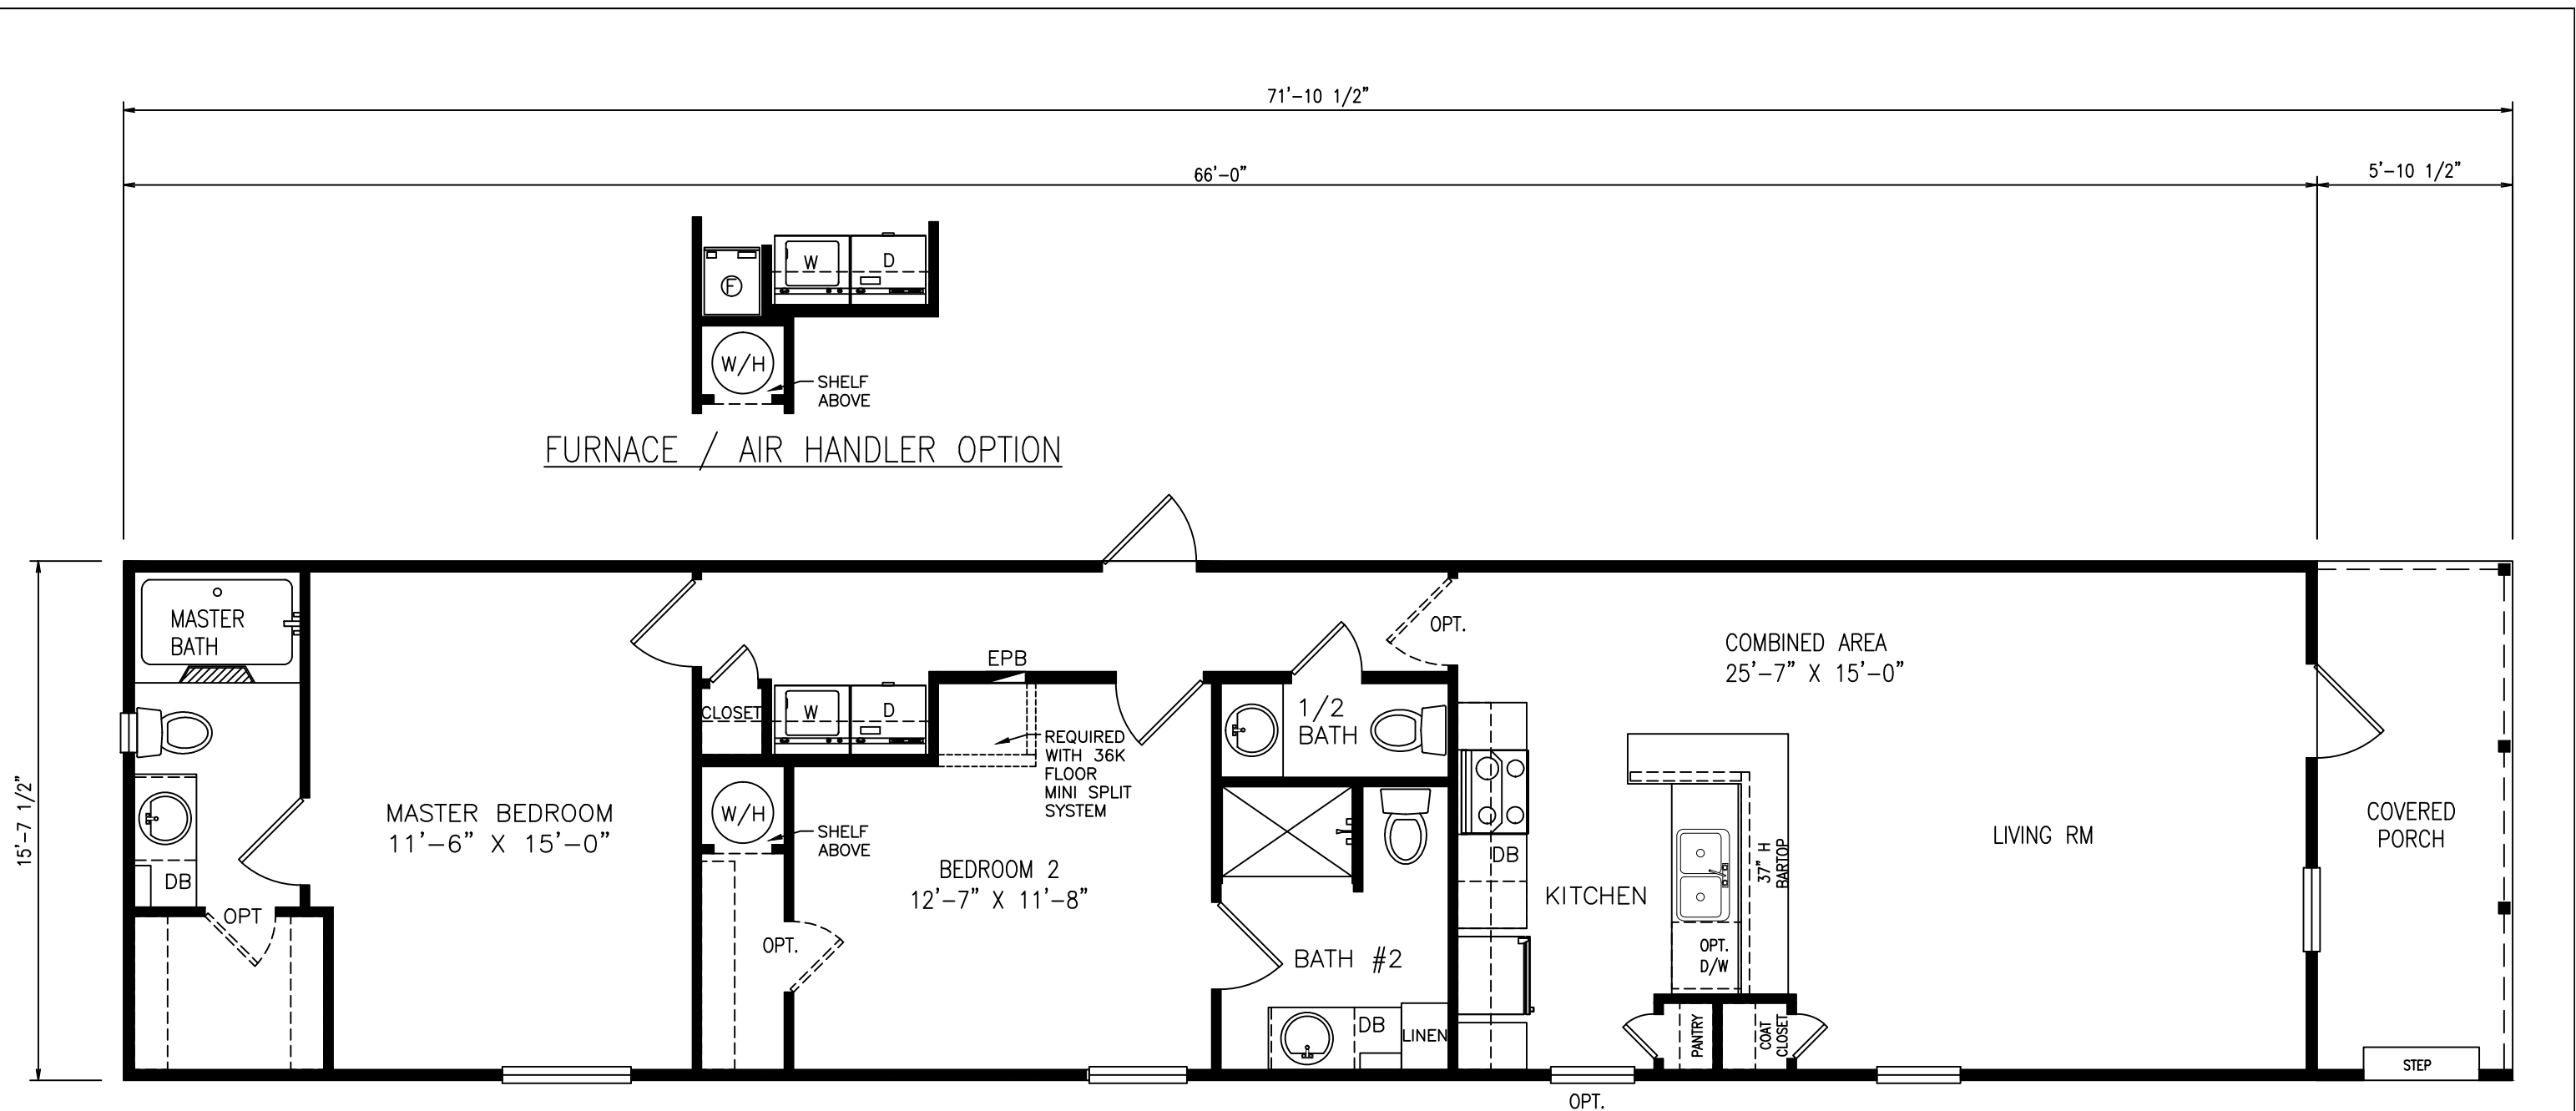 71'-10 1/2"
66'-0"
5'-10 1/2"
W
D
F
W/H
SHELF
ABOVE
FURNACE / AIR HANDLER OPTION
15'-7 1/2"
MASTER
BATH
DB
OPT
MASTER BEDROOM
11'-6" X 15'-0"
CLOSET
W
D
EPB
REQUIRED
WITH 36K
FLOOR
MINI SPLIT
SYSTEM
W/H
SHELF
ABOVE
OPT.
BEDROOM 2
12'-7" X 11'-8"
1/2
BATH
OPT.
BATH #2
DB
LINEN
COMBINED AREA
25'-7" X 15'-0"
DB
KITCHEN
37" H
BARTOP
OPT.
D/W
PANTRY
COAT
CLOSET
LIVING RM
COVERED
PORCH
STEP
OPT.